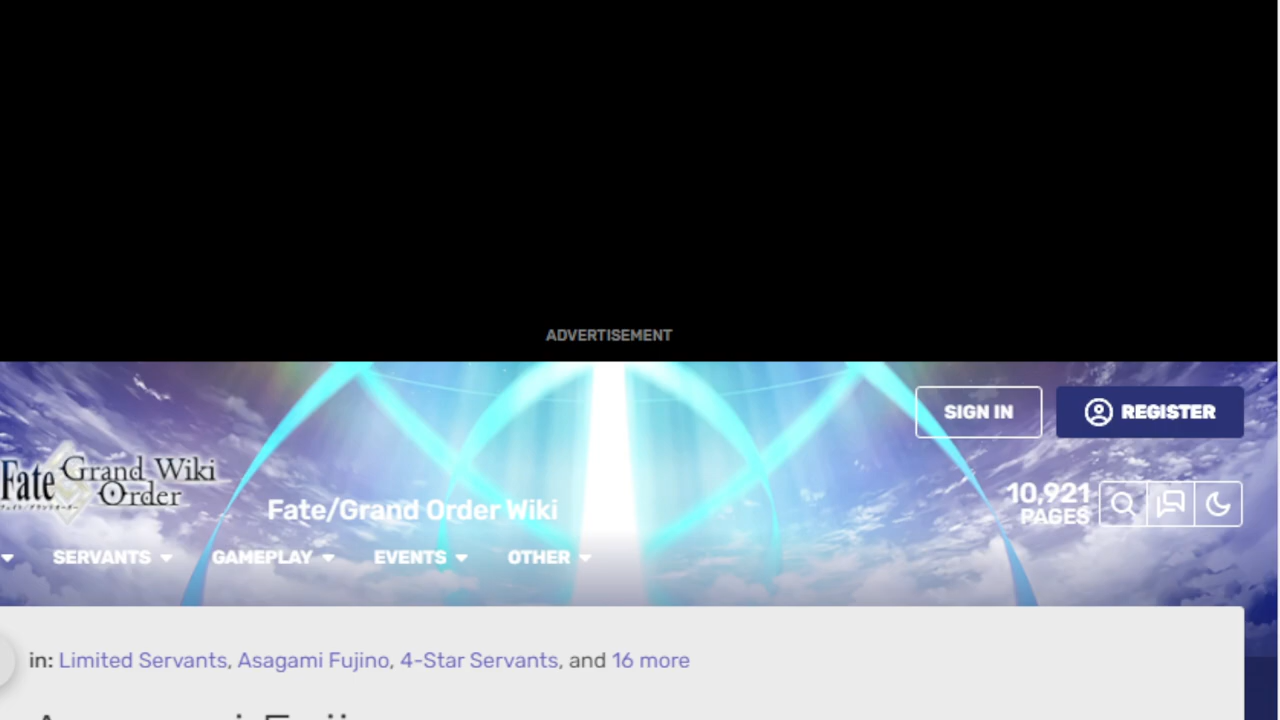 ADVERTISEMENT
SIGN IN
REGISTER
Fate Grand Order Wiki
Fate/Grand Order Wiki
10,921
PAGES
SERVANTS
GAMEPLAY
EVENTS
OTHER
in: Limited Servants, Asagami Fujino, 4-Star Servants, and 16 more